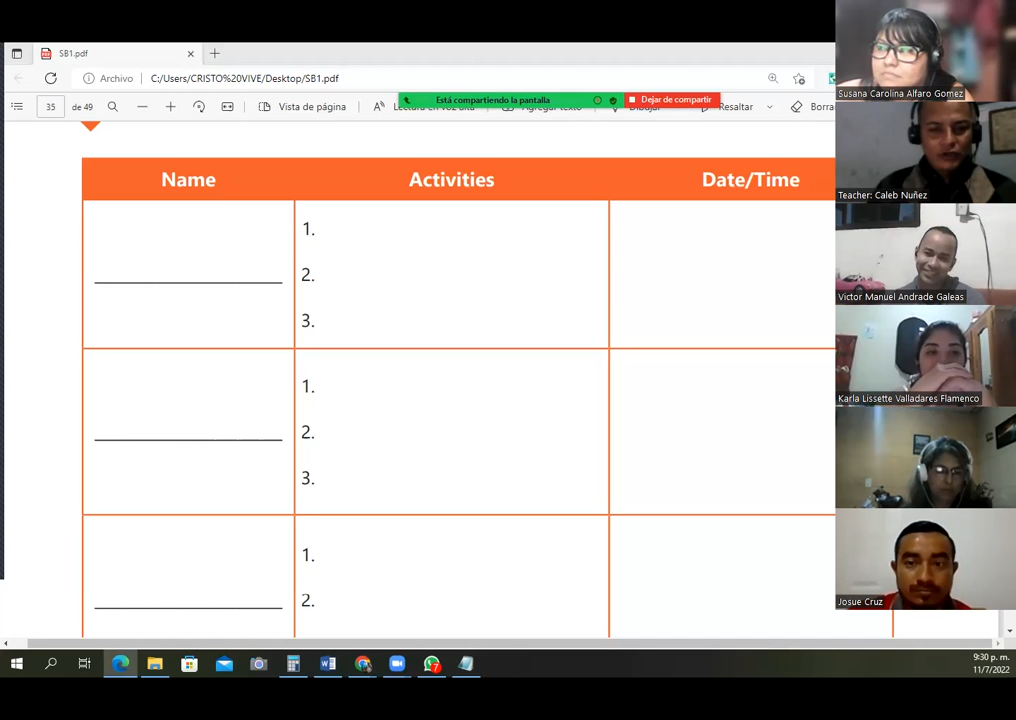 SB1.pdf
Archivo C:/Users/CRISTO%20VIVE/Desktop/SB1.pdf
35 de 49 Vista de página
Está compartiendo la pantalla Dejar de compartir
Resaltar
Name Activities Date/Time
1.
2.
3.
1.
2.
3.
1.
2.
Susana Carolina Alfaro Gomez
Teacher: Caleb Nuñez
Victor Manuel Andrade Galeas
Karla Lissette Valladares Flamenco
Josue Cruz
7
9:30 p. m.
11/7/2022